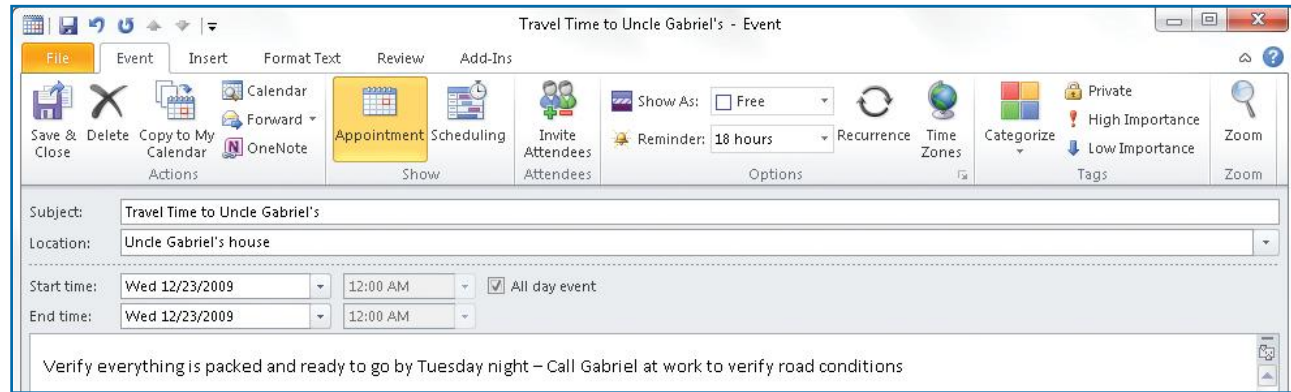 Travel Time to Uncle Gabriel's - Event
File Event Insert Format Text Review Add-Ins
Save & Close Delete Copy to My Calendar Calendar Forward OneNote
Actions
Appointment Scheduling
Show
Invite Attendees
Attendees
Show As: Free
Reminder: 18 hours
Recurrence Time Zones
Options
Categorize Private High Importance Low Importance
Tags
Zoom
Zoom
Subject: Travel Time to Uncle Gabriel's
Location: Uncle Gabriel's house
Start time: Wed 12/23/2009 12:00 AM All day event
End time: Wed 12/23/2009 12:00 AM
Verify everything is packed and ready to go by Tuesday night – Call Gabriel at work to verify road conditions